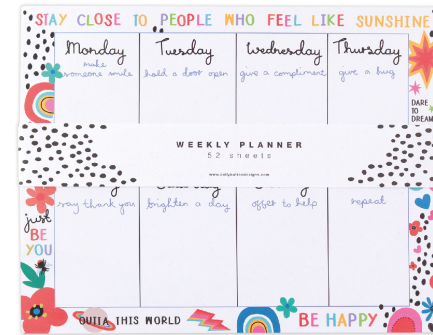 STAY CLOSE TO PEOPLE WHO FEEL LIKE SUNSHINE
Monday Tuesday Wednesday Thursday
make someone smile
hold a door open
give a compliment
give a hug
DARE
TO
DREAM
WEEKLY PLANNER
52 sheets
say thank you
brighten a day
offer to help
repeat
just
BE
YOU
OUTTA THIS WORLD
BE HAPPY